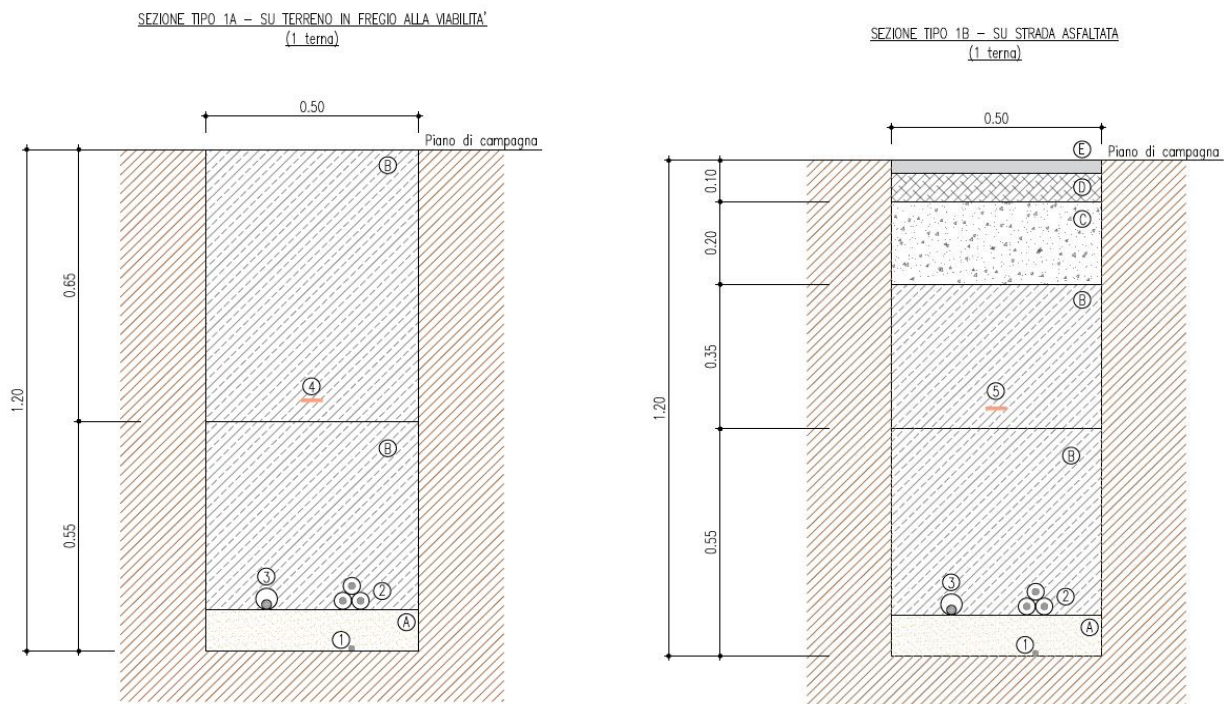 SEZIONE TIPO 1A – SU TERRENO IN FREGIO ALLA VIABILITA'
(1 terna)
0.50
Piano di campagna
B
0.65
4
1.20
B
0.55
3
2
A
1
SEZIONE TIPO 1B – SU STRADA ASFALTATA
(1 terna)
0.50
E
Piano di campagna
0.10
D
C
0.20
B
0.35
5
1.20
B
0.55
3
2
A
1